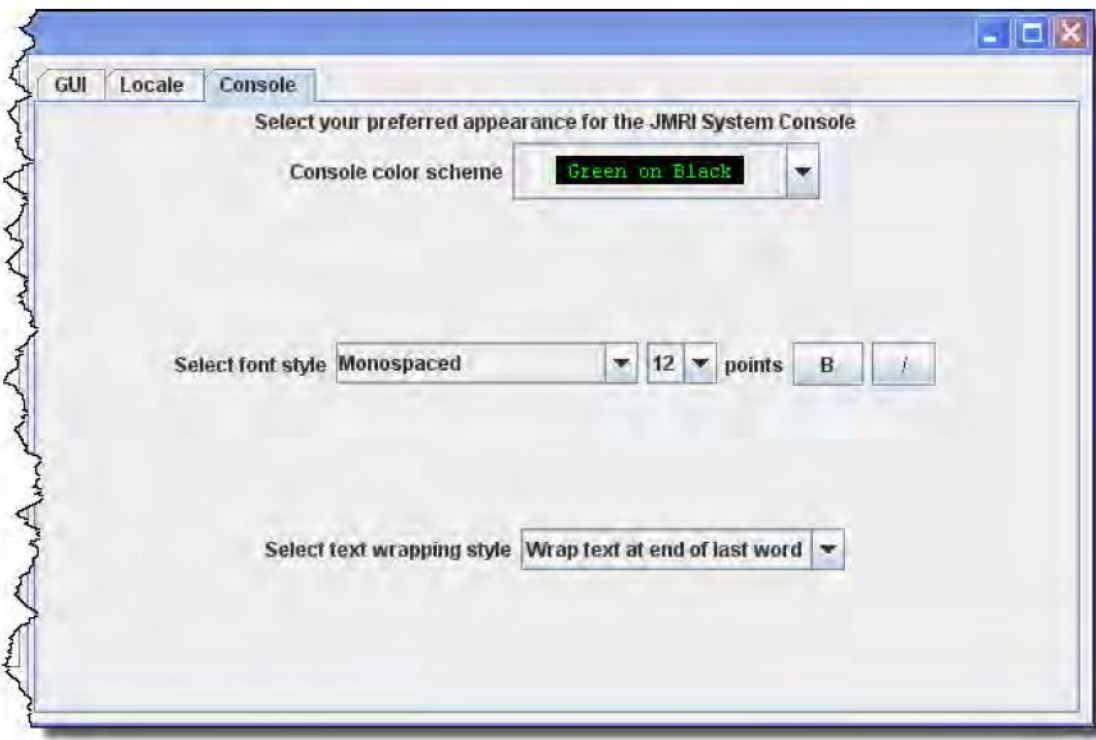 GUI Locale Console
Select your preferred appearance for the JMRI System Console
Console color scheme Green on Black
Select font style Monospaced 12 points B i
Select text wrapping style Wrap text at end of last word